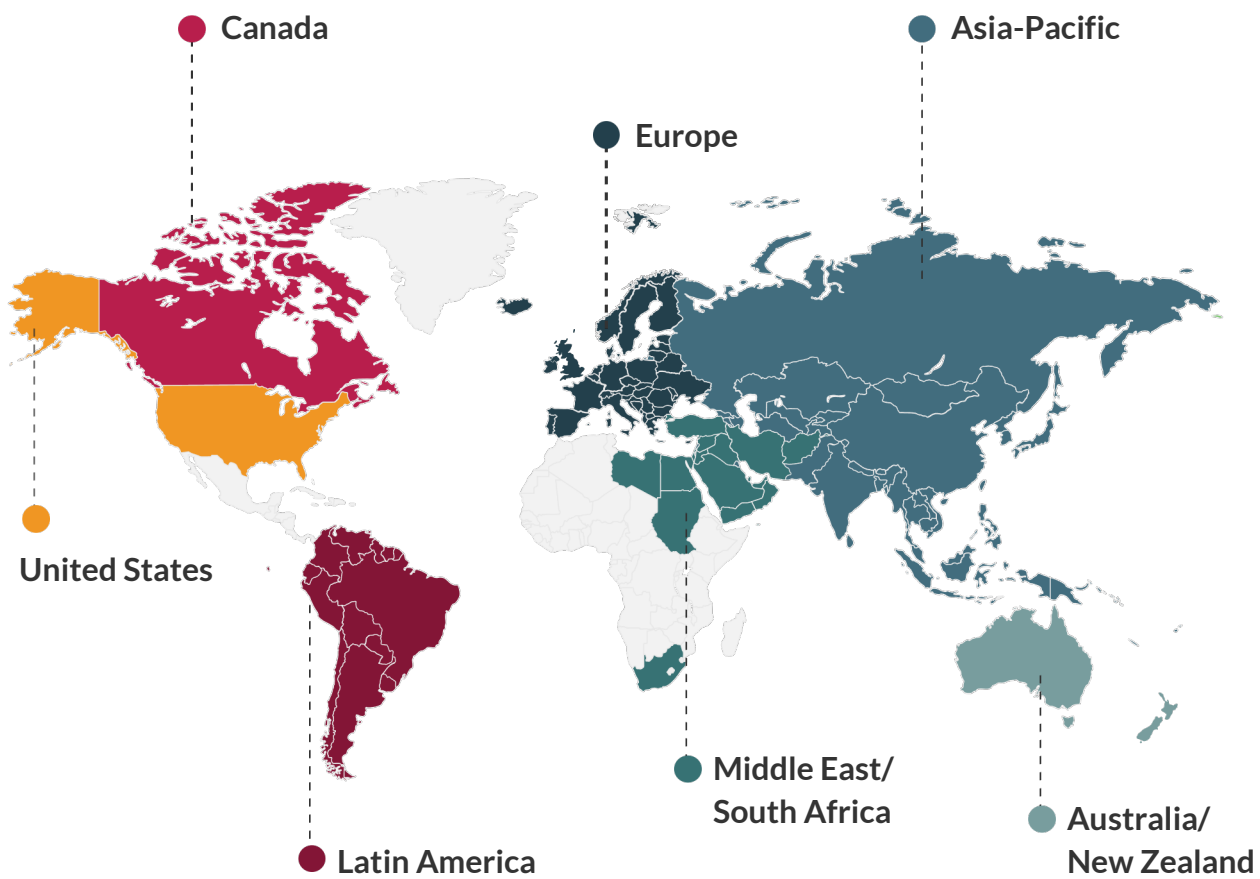 Canada
Asia-Pacific
Europe
United States
Middle East/
South Africa
Australia/
New Zealand
Latin America